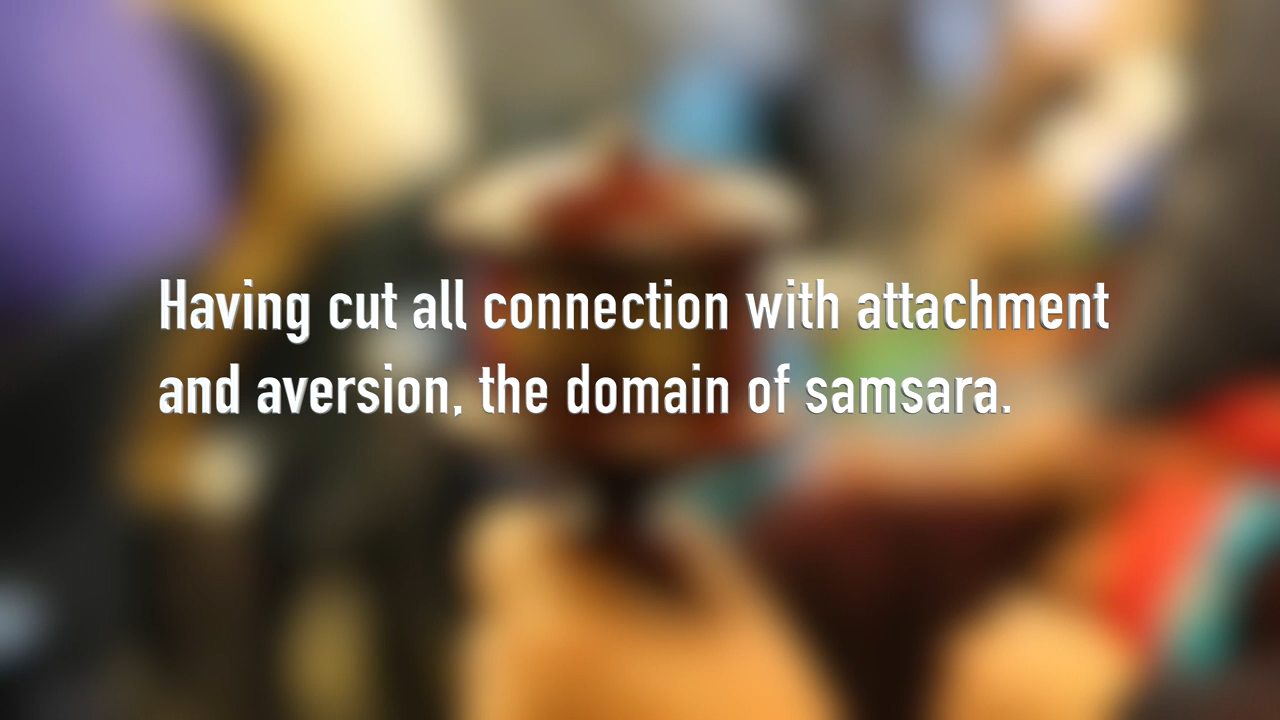 Having cut all connection with attachment
and aversion, the domain of samsara.